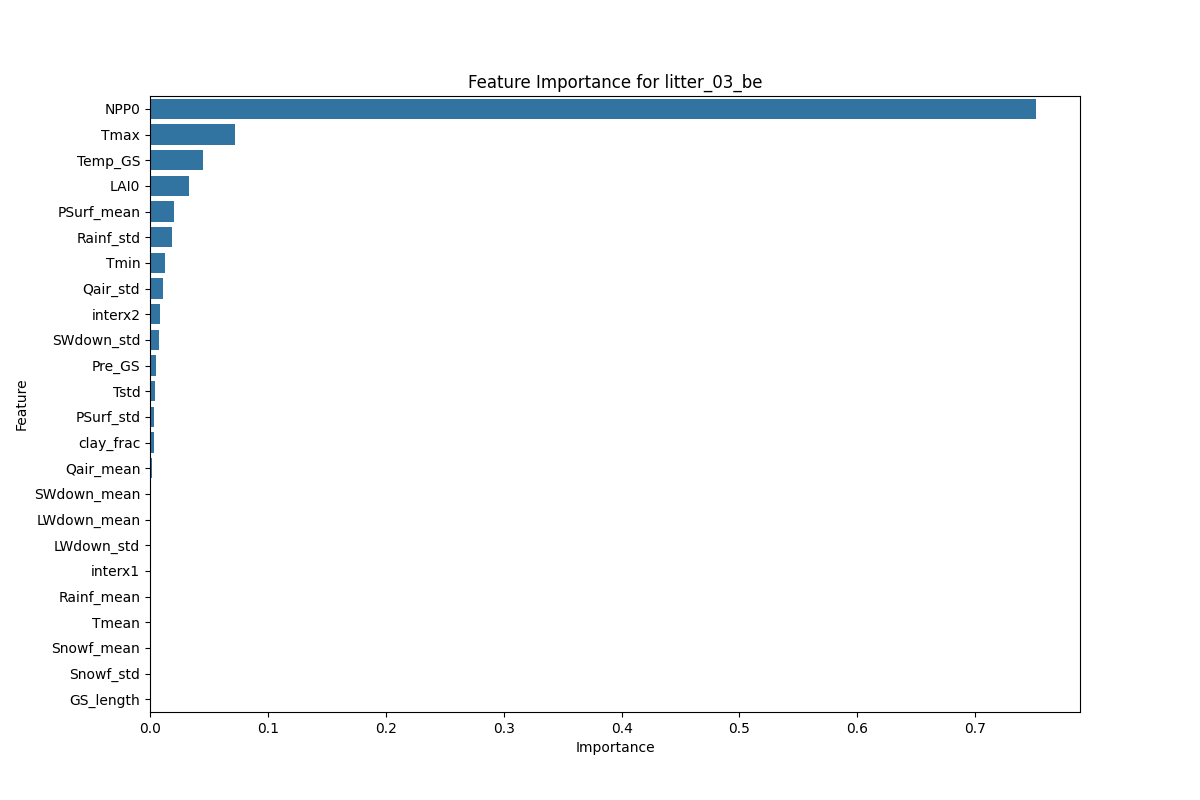 Feature Importance for litter_03_be
Feature
NPP0
Tmax
Temp_GS
LAI0
PSurf_mean
Rainf_std
Tmin
Qair_std
interx2
SWdown_std
Pre_GS
Tstd
PSurf_std
clay_frac
Qair_mean
SWdown_mean
LWdown_mean
LWdown_std
interx1
Rainf_mean
Tmean
Snowf_mean
Snowf_std
GS_length
0.0 0.1 0.2 0.3 0.4 0.5 0.6 0.7
Importance